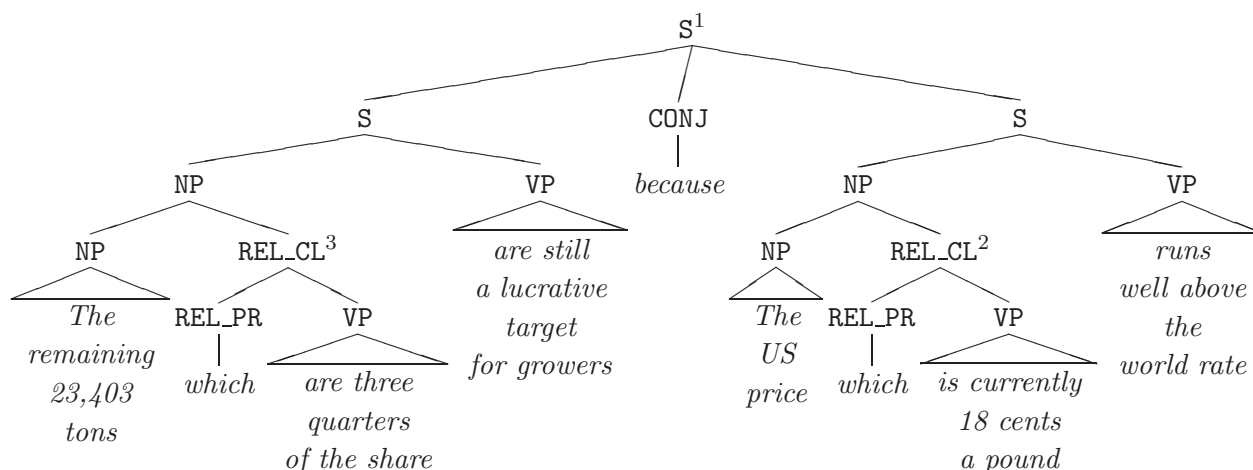 S¹
S CONJ S
NP VP because NP VP
NP REL_CL³ are still NP REL_CL² runs
The REL_PR VP a lucrative The REL_PR VP well above
remaining which are three target US which is currently the
23,403 quarters for growers price 18 cents world rate
tons of the share a pound